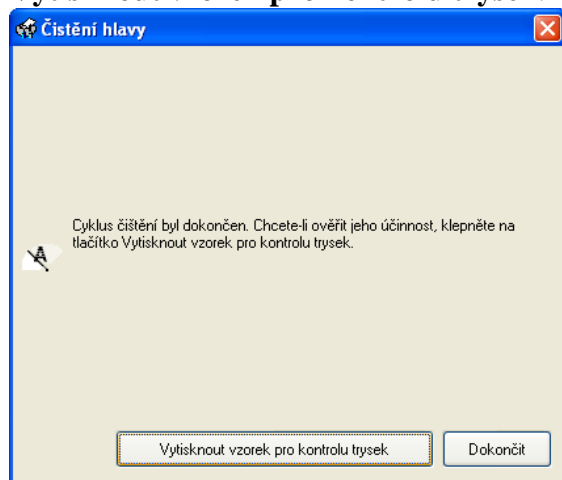 Čistění hlavy
Cyklus čištění byl dokončen. Chcete-li ověřit jeho účinnost, klepněte na
tlačítko Vytisknout vzorek pro kontrolu trysek.
Vytisknout vzorek pro kontrolu trysek
Dokončit